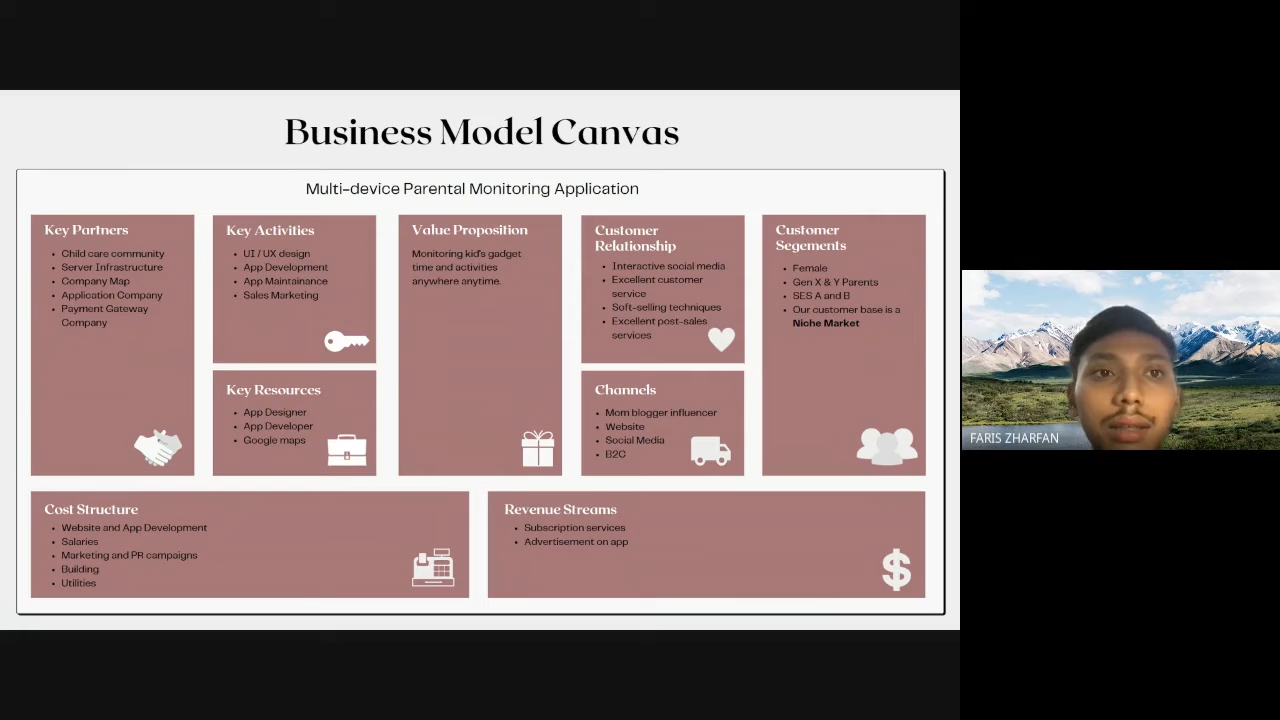 Business Model Canvas
Multi-device Parental Monitoring Application
Key Partners
• Child care community
• Server Infrastructure
• Company Map
• Application Company
• Payment Gateway
Company
Key Activities
• UI / UX design
• App Development
• App Maintainance
• Sales Marketing
Key Resources
• App Designer
• App Developer
• Google maps
Value Proposition
Monitoring kid's gadget
time and activities
anywhere anytime.
Customer
Relationship
• Interactive social media
• Excellent customer
service
• Soft-selling techniques
• Excellent post-sales
services
Channels
• Mom blogger influencer
• Website
• Social Media
• B2C
Customer
Segements
• Female
• Gen X & Y Parents
• SES A and B
• Our customer base is a
Niche Market
Cost Structure
• Website and App Development
• Salaries
• Marketing and PR campaigns
• Building
• Utilities
Revenue Streams
• Subscription services
• Advertisement on app
$
FARIS ZHARFAN